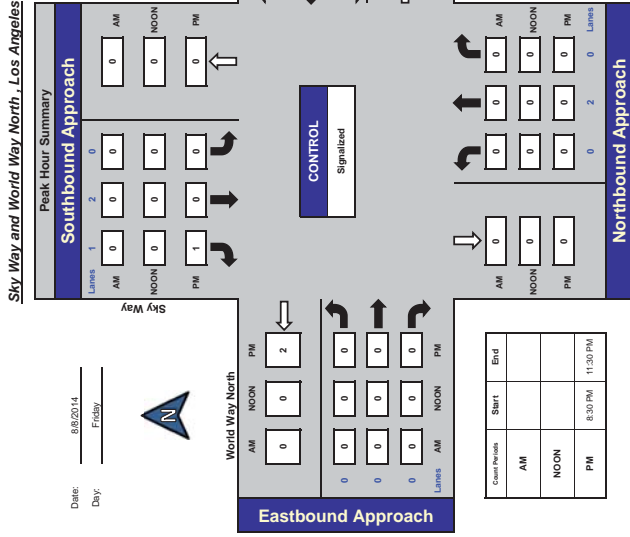 Sky Way and World Way North , Los Angeles
Peak Hour Summary
Southbound Approach
Lanes 1 2 0
AM 0 0 0 0 AM
NOON 0 0 0 0 NOON
PM 1 0 0 0 PM
Sky Way
Date: 8/8/2014
Day: Friday
N
World Way North
AM NOON PM
0 0 2
0 0 0 0
0 0 0 0
0 0 0 0
Lanes AM NOON PM
Eastbound Approach
CONTROL
Signalized
Count Periods Start End
AM
NOON
PM 8:30 PM 11:30 PM
AM 0 0 0 0 AM
NOON 0 0 0 0 NOON
PM 0 0 0 0 PM
0 2 0 Lanes
Northbound Approach